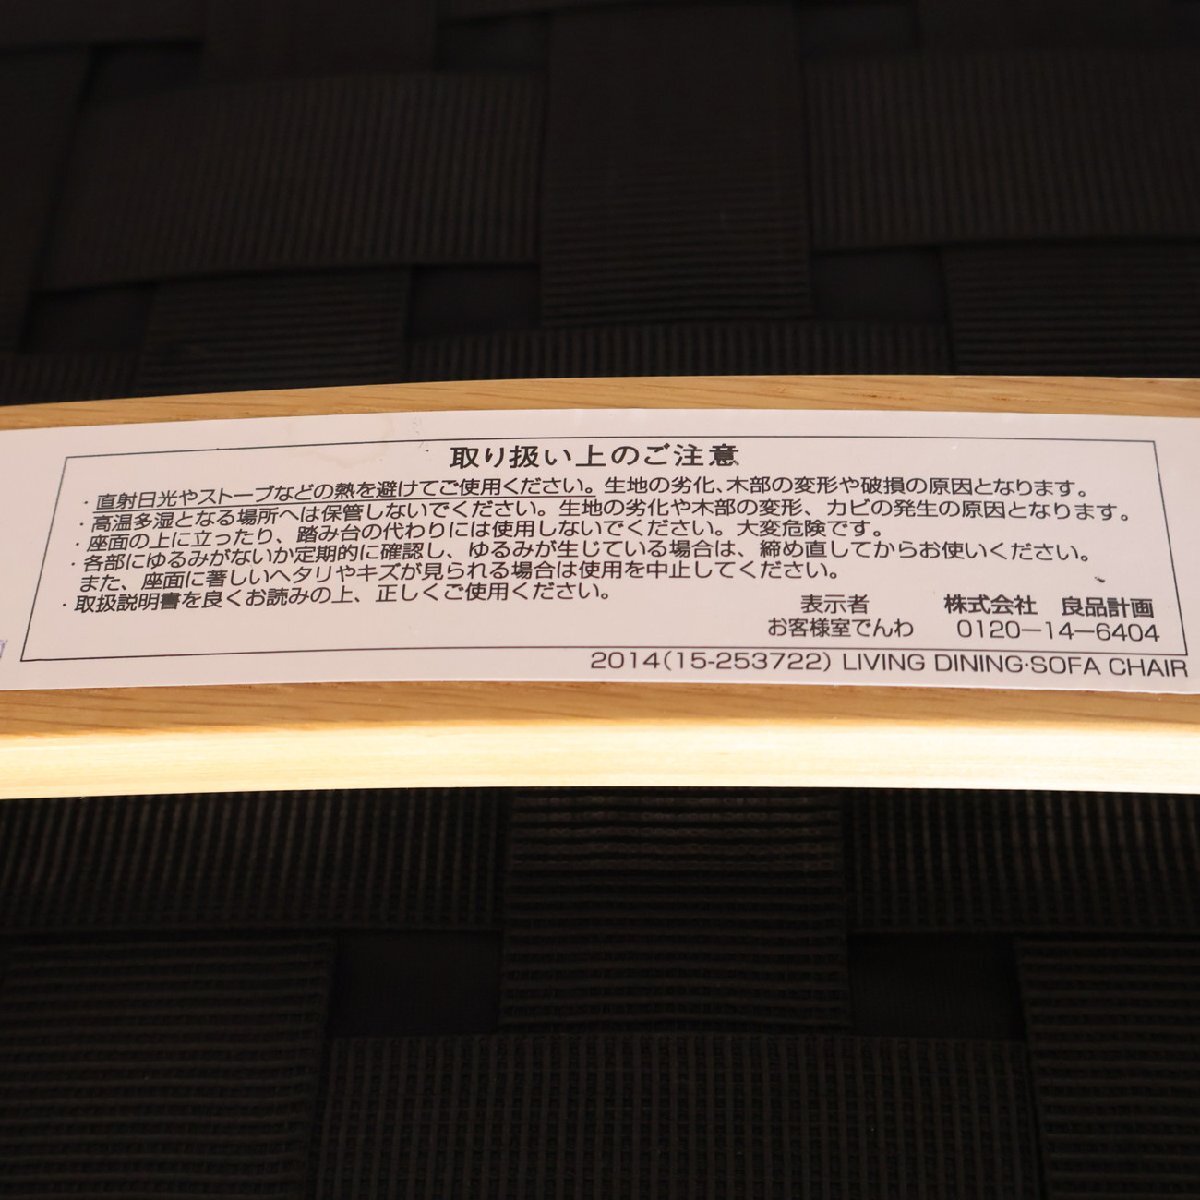 取り扱い上のご注意
・直射日光やストーブなどの熱を避けてご使用ください。生地の劣化、木部の変形や破損の原因となります。
・高温多湿となる場所へは保管しないでください。生地の劣化や木部の変形、カビの発生の原因となります。
・座面の上に立ったり、踏み台の代わりには使用しないでください。大変危険です。
・各部にゆるみがないか定期的に確認し、ゆるみが生じている場合は、締め直してからお使いください。
また、座面に著しいヘタリやキズが見られる場合は使用を中止してください。
・取扱説明書を良くお読みの上、正しくご使用ください。
表示者 株式会社 良品計画
お客様室でんわ 0120-14-6404
2014(15-253722) LIVING DINING·SOFA CHAIR